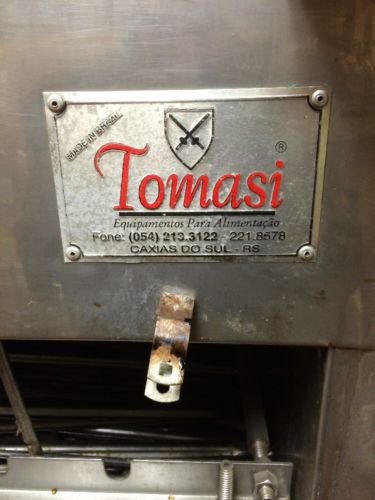 MADE IN BRAZIL
®
Tomasi
Equipamentos Para Alimentação
Fone: (054) 213.3122 - 221.8578
CAXIAS DO SUL - RS